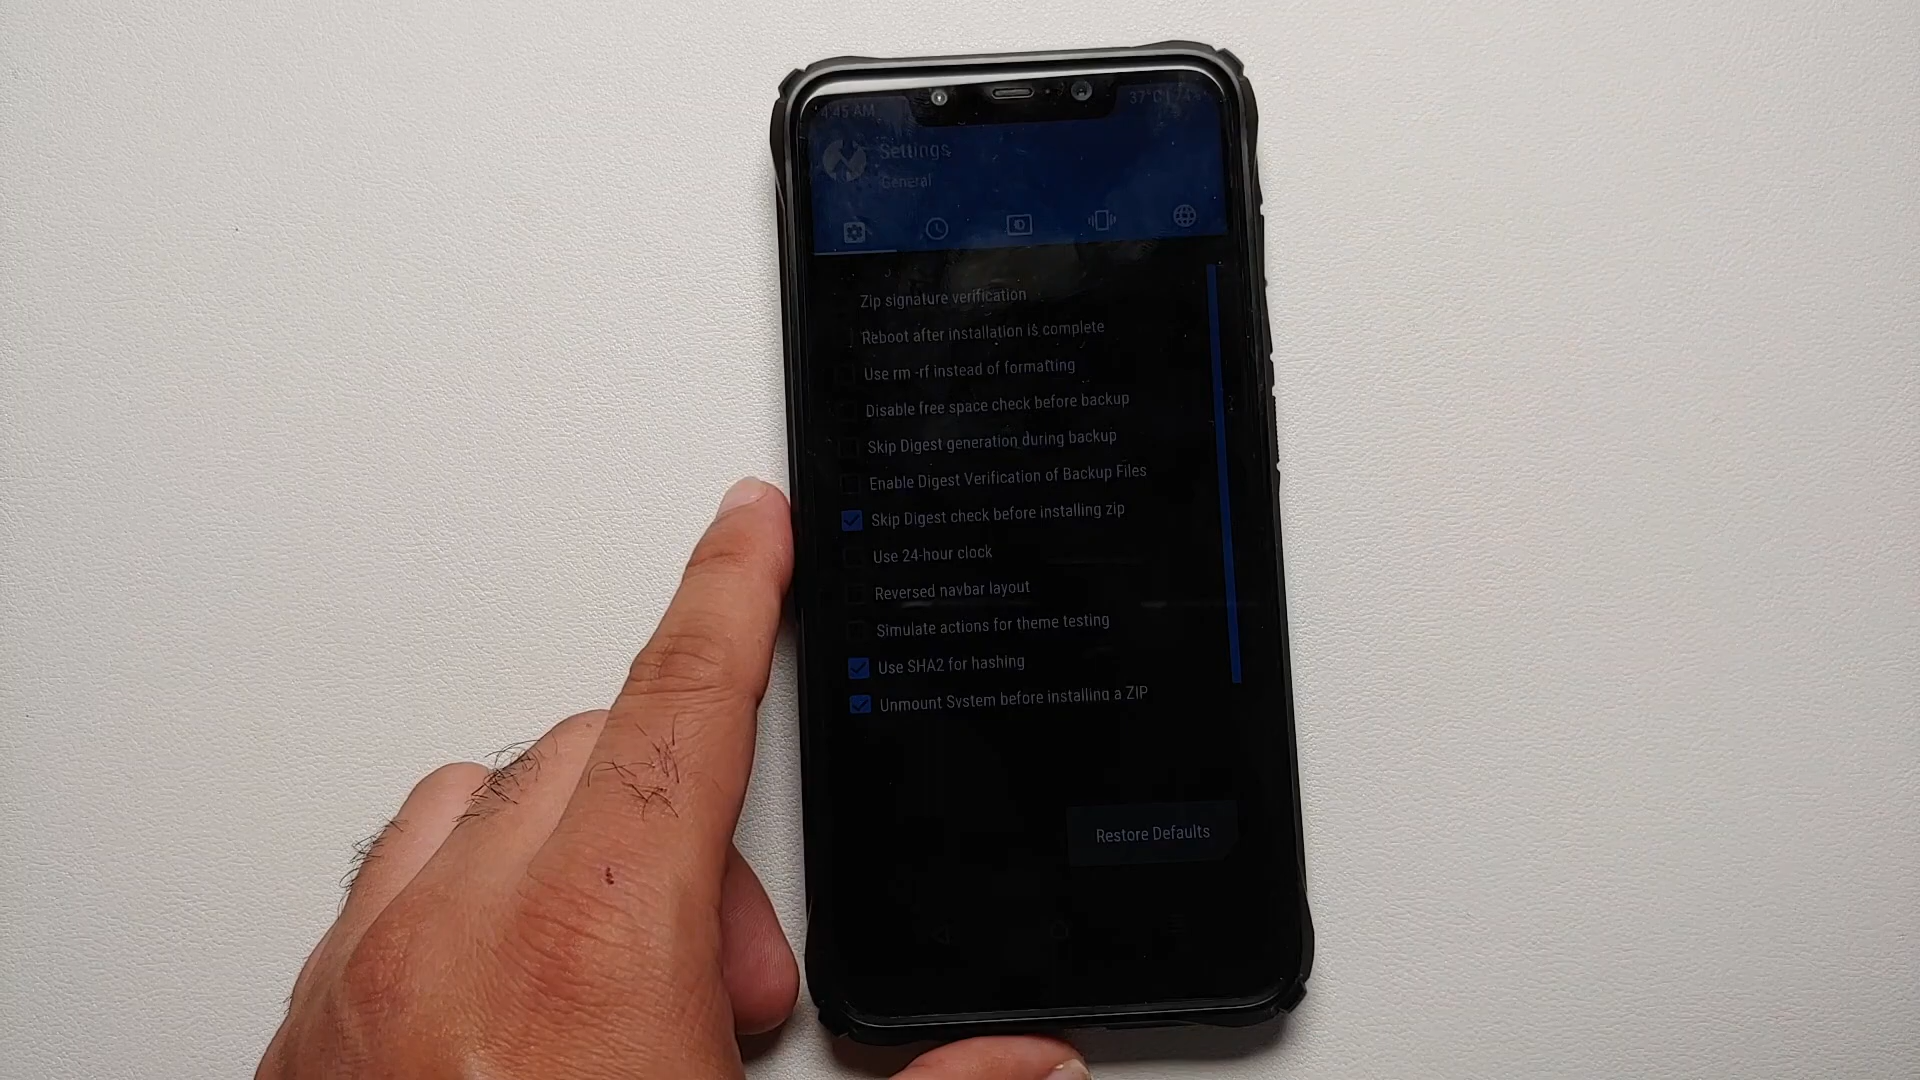 4:45 AM
37°C | 74%
Settings
General
Zip signature verification
Reboot after installation is complete
Use rm -rf instead of formatting
Disable free space check before backup
Skip Digest generation during backup
Enable Digest Verification of Backup Files
Skip Digest check before installing zip
Use 24-hour clock
Reversed navbar layout
Simulate actions for theme testing
Use SHA2 for hashing
Unmount System before installing a ZIP
Restore Defaults